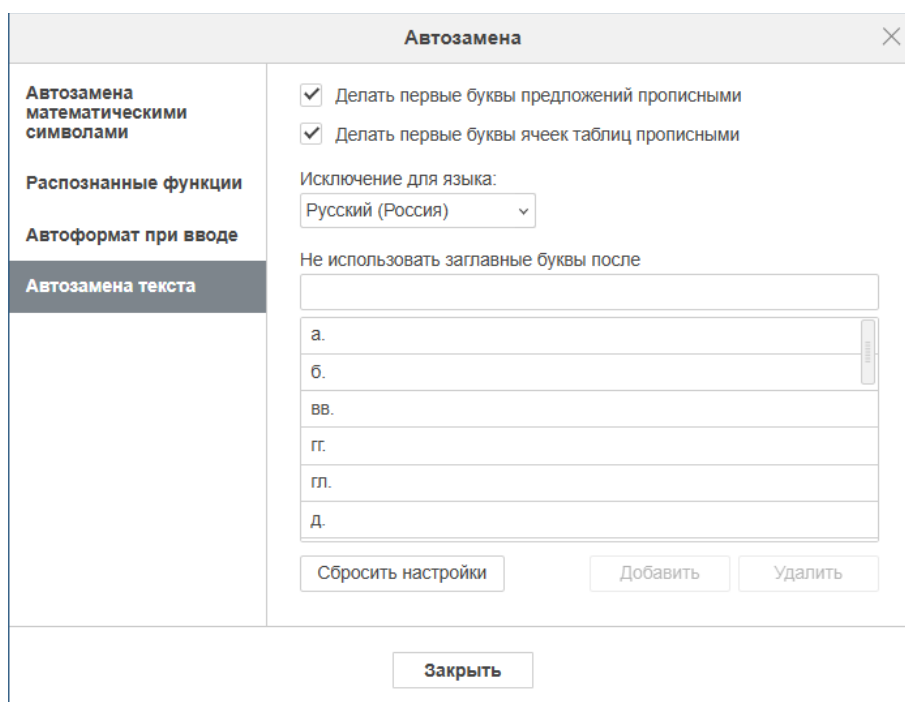 Автозамена
Автозамена
математическими
символами
Распознанные функции
Автоформат при вводе
Автозамена текста
Делать первые буквы предложений прописными
Делать первые буквы ячеек таблиц прописными
Исключение для языка:
Русский (Россия)
Не использовать заглавные буквы после
а.
б.
вв.
гг.
гл.
д.
Сбросить настройки
Добавить
Удалить
Закрыть